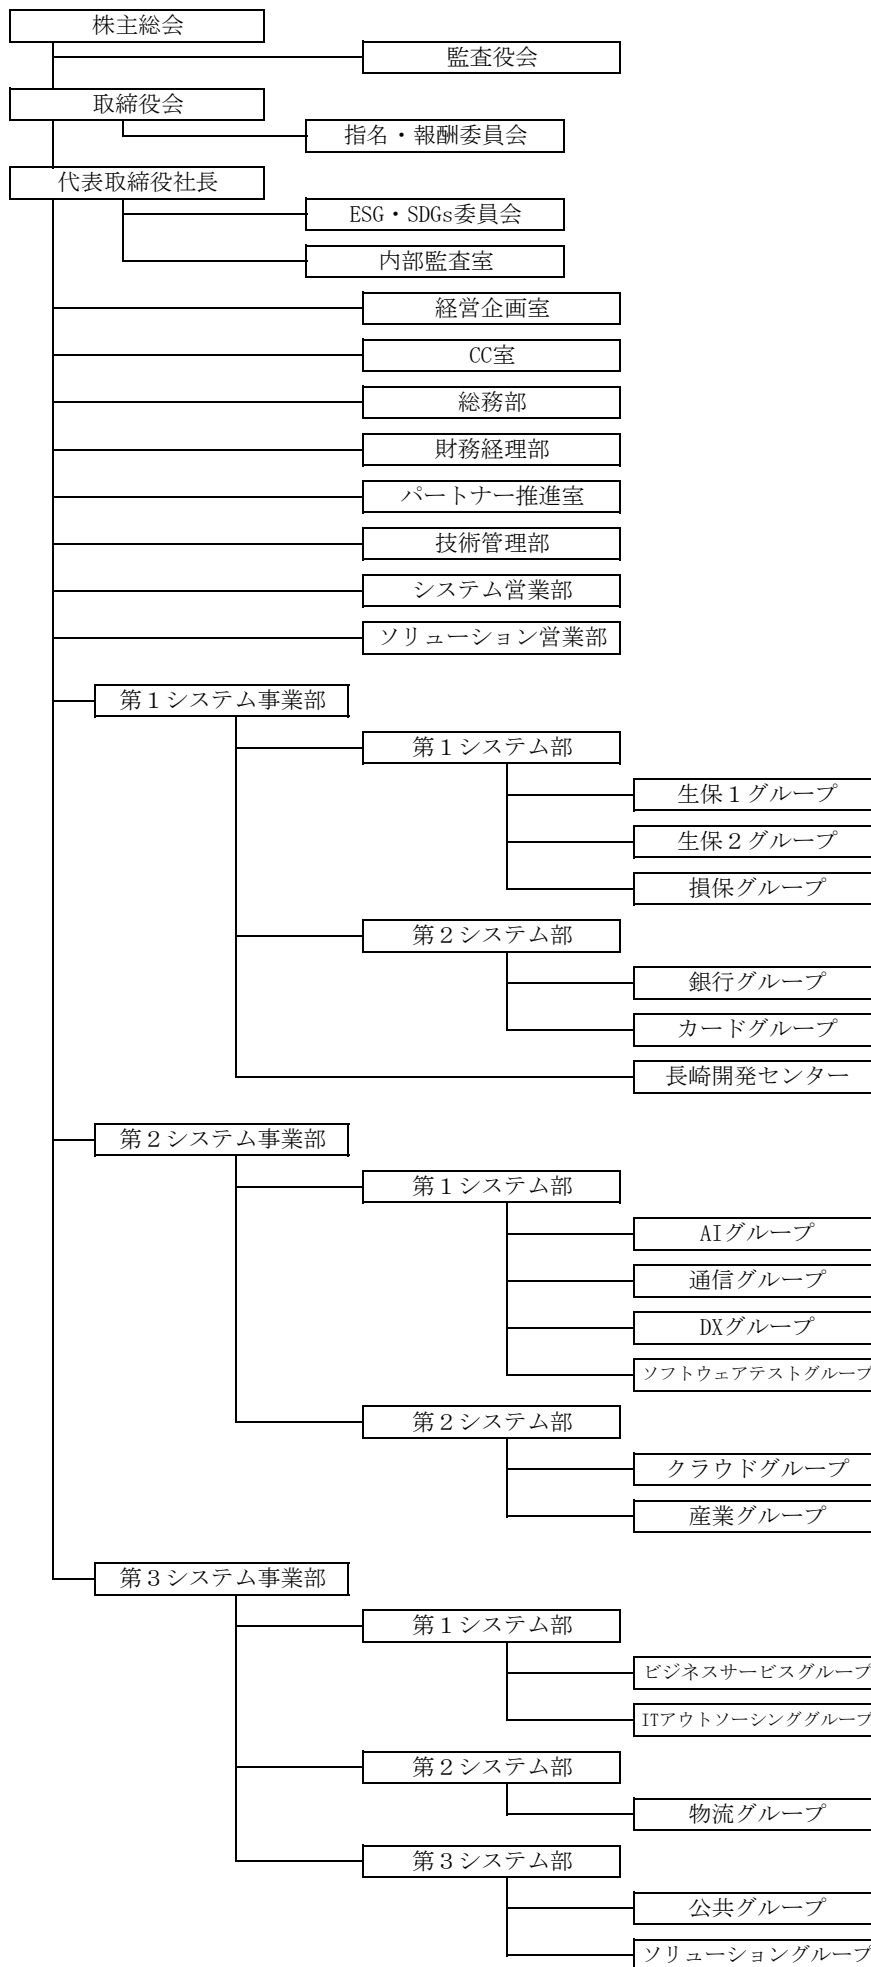 株主総会
監査役会
取締役会
指名・報酬委員会
代表取締役社長
ESG・SDGs委員会
内部監査室
経営企画室
CC室
総務部
財務経理部
パートナー推進室
技術管理部
システム営業部
ソリューション営業部
第１システム事業部
第１システム部
生保１グループ
生保２グループ
損保グループ
第２システム部
銀行グループ
カードグループ
長崎開発センター
第２システム事業部
第１システム部
AIグループ
通信グループ
DXグループ
ソフトウェアテストグループ
第２システム部
クラウドグループ
産業グループ
第３システム事業部
第１システム部
ビジネスサービスグループ
ITアウトソーシンググループ
第２システム部
物流グループ
第３システム部
公共グループ
ソリューショングループ